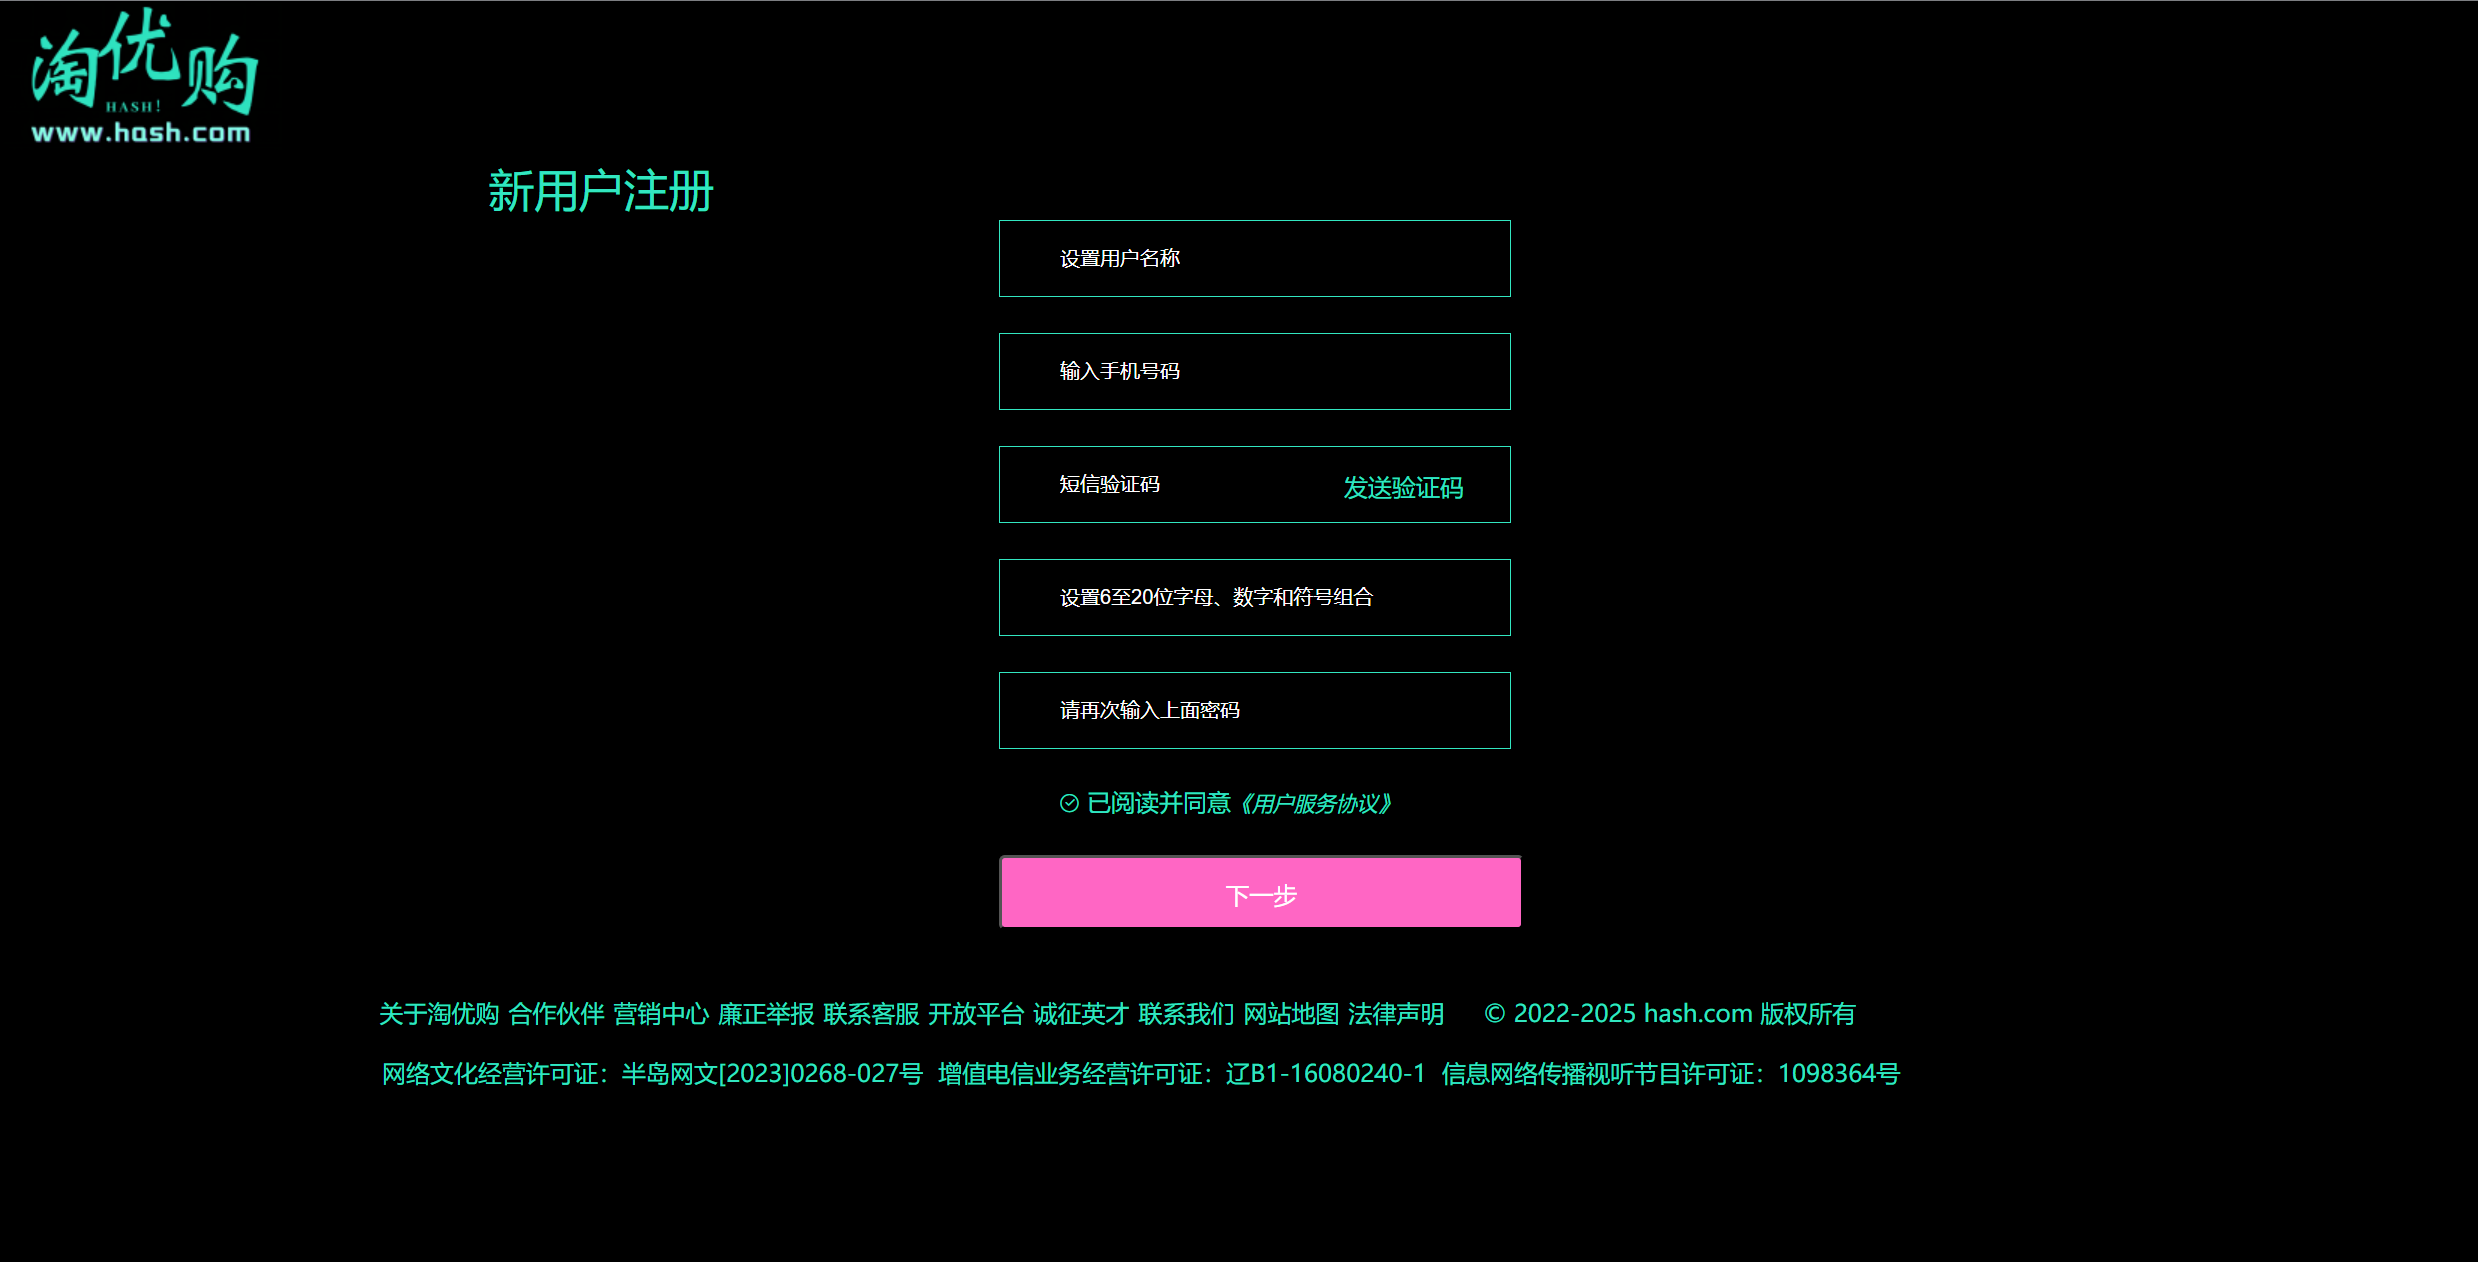 淘优购
HASH!
www.hash.com
新用户注册
设置用户名称
输入手机号码
短信验证码 发送验证码
设置6至20位字母、数字和符号组合
请再次输入上面密码
已阅读并同意《用户服务协议》
下一步
关于淘优购 合作伙伴 营销中心 廉正举报 联系客服 开放平台 诚征英才 联系我们 网站地图 法律声明 © 2022-2025 hash.com 版权所有
网络文化经营许可证：半岛网文[2023]0268-027号 增值电信业务经营许可证：辽B1-16080240-1 信息网络传播视听节目许可证：1098364号